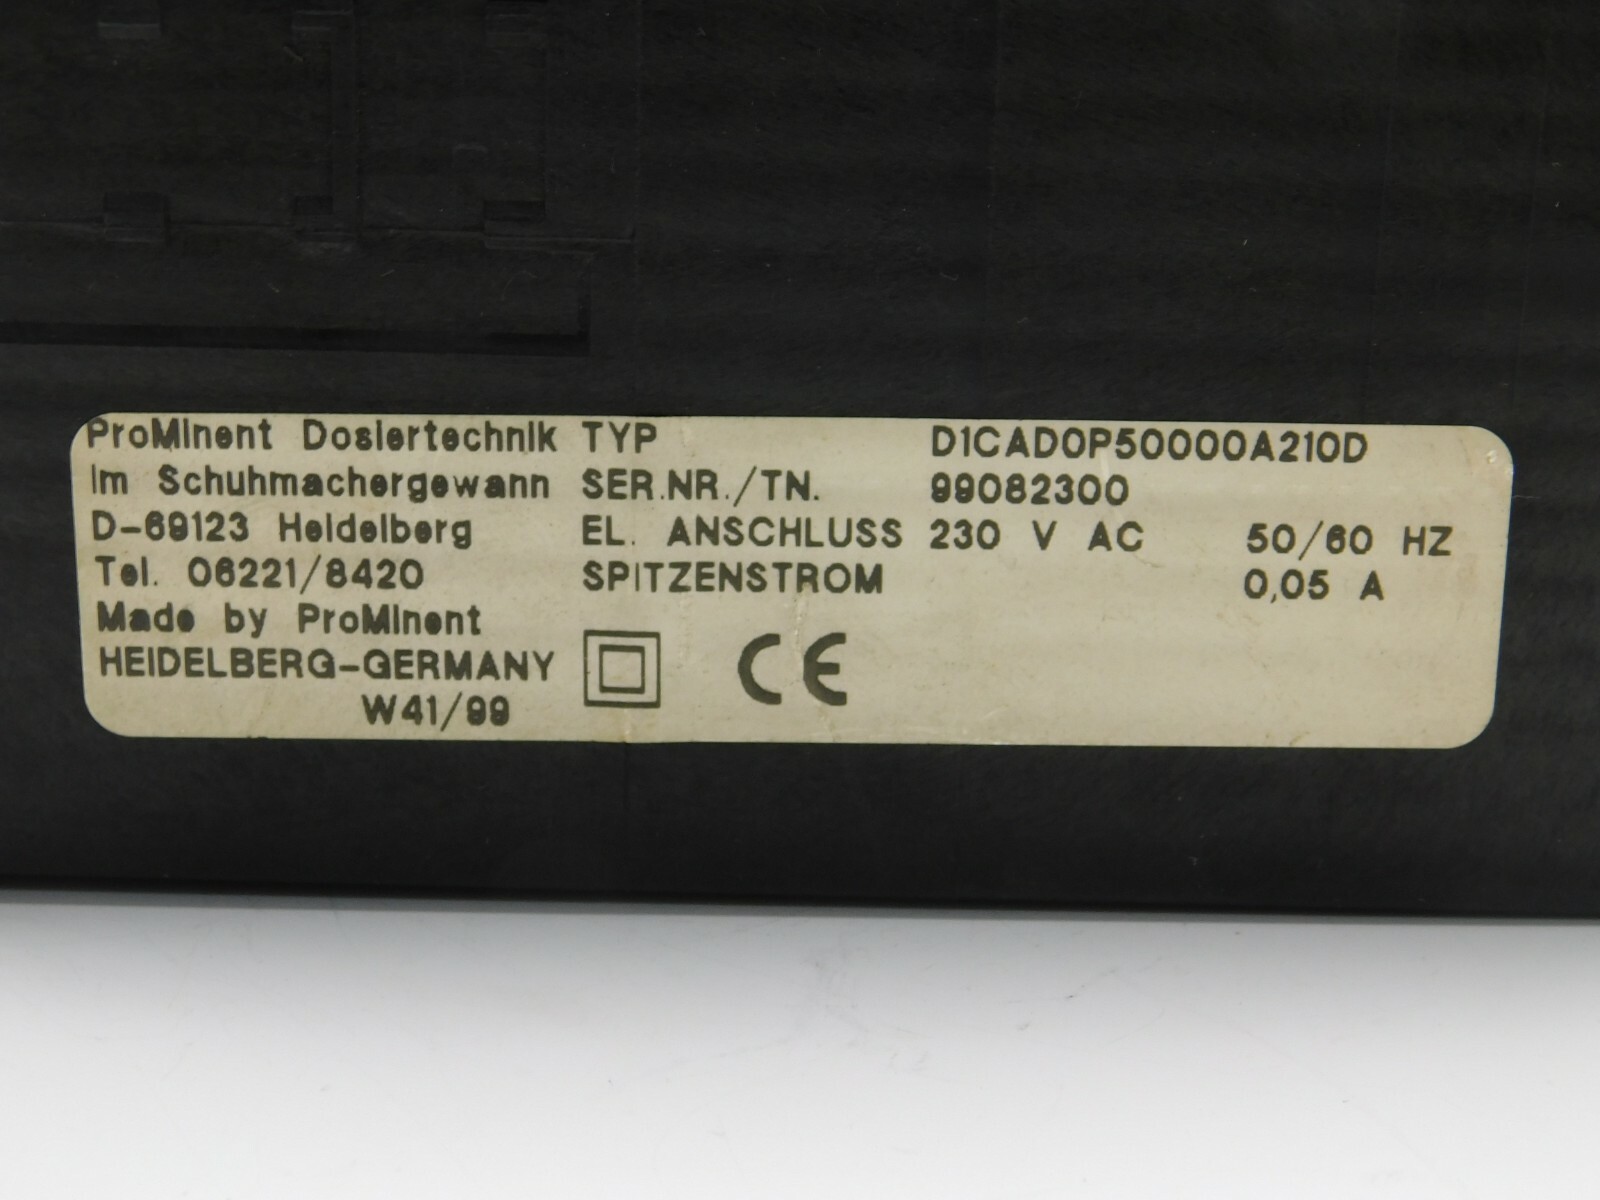 ProMinent Dosiertechnik TYP D1CAD0P50000A210D
Im Schuhmachergewann SER.NR./TN. 99082300
D-69123 Heidelberg EL. ANSCHLUSS 230 V AC 50/60 HZ
Tel. 06221/8420 SPITZENSTROM 0,05 A
Made by ProMinent
HEIDELBERG-GERMANY CE
W41/99